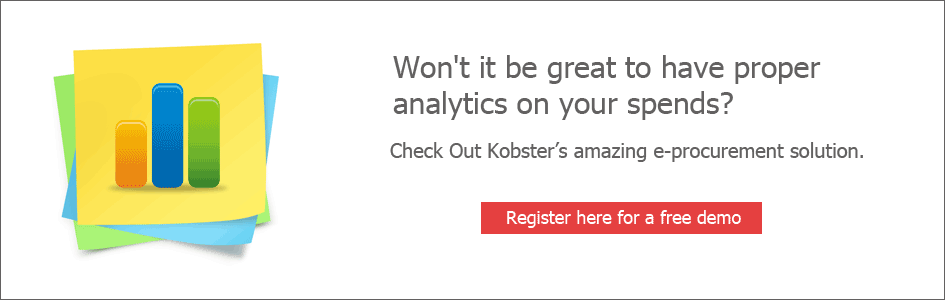 Won't it be great to have proper
analytics on your spends?
Check Out Kobster’s amazing e-procurement solution.
Register here for a free demo